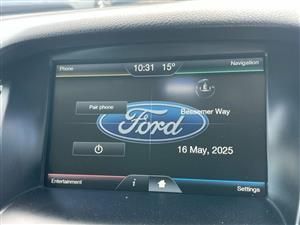 Phone
10:31 15°
Navigation
Pair phone
Bessemer Way
Ford
16 May, 2025
Entertainment
i
Settings